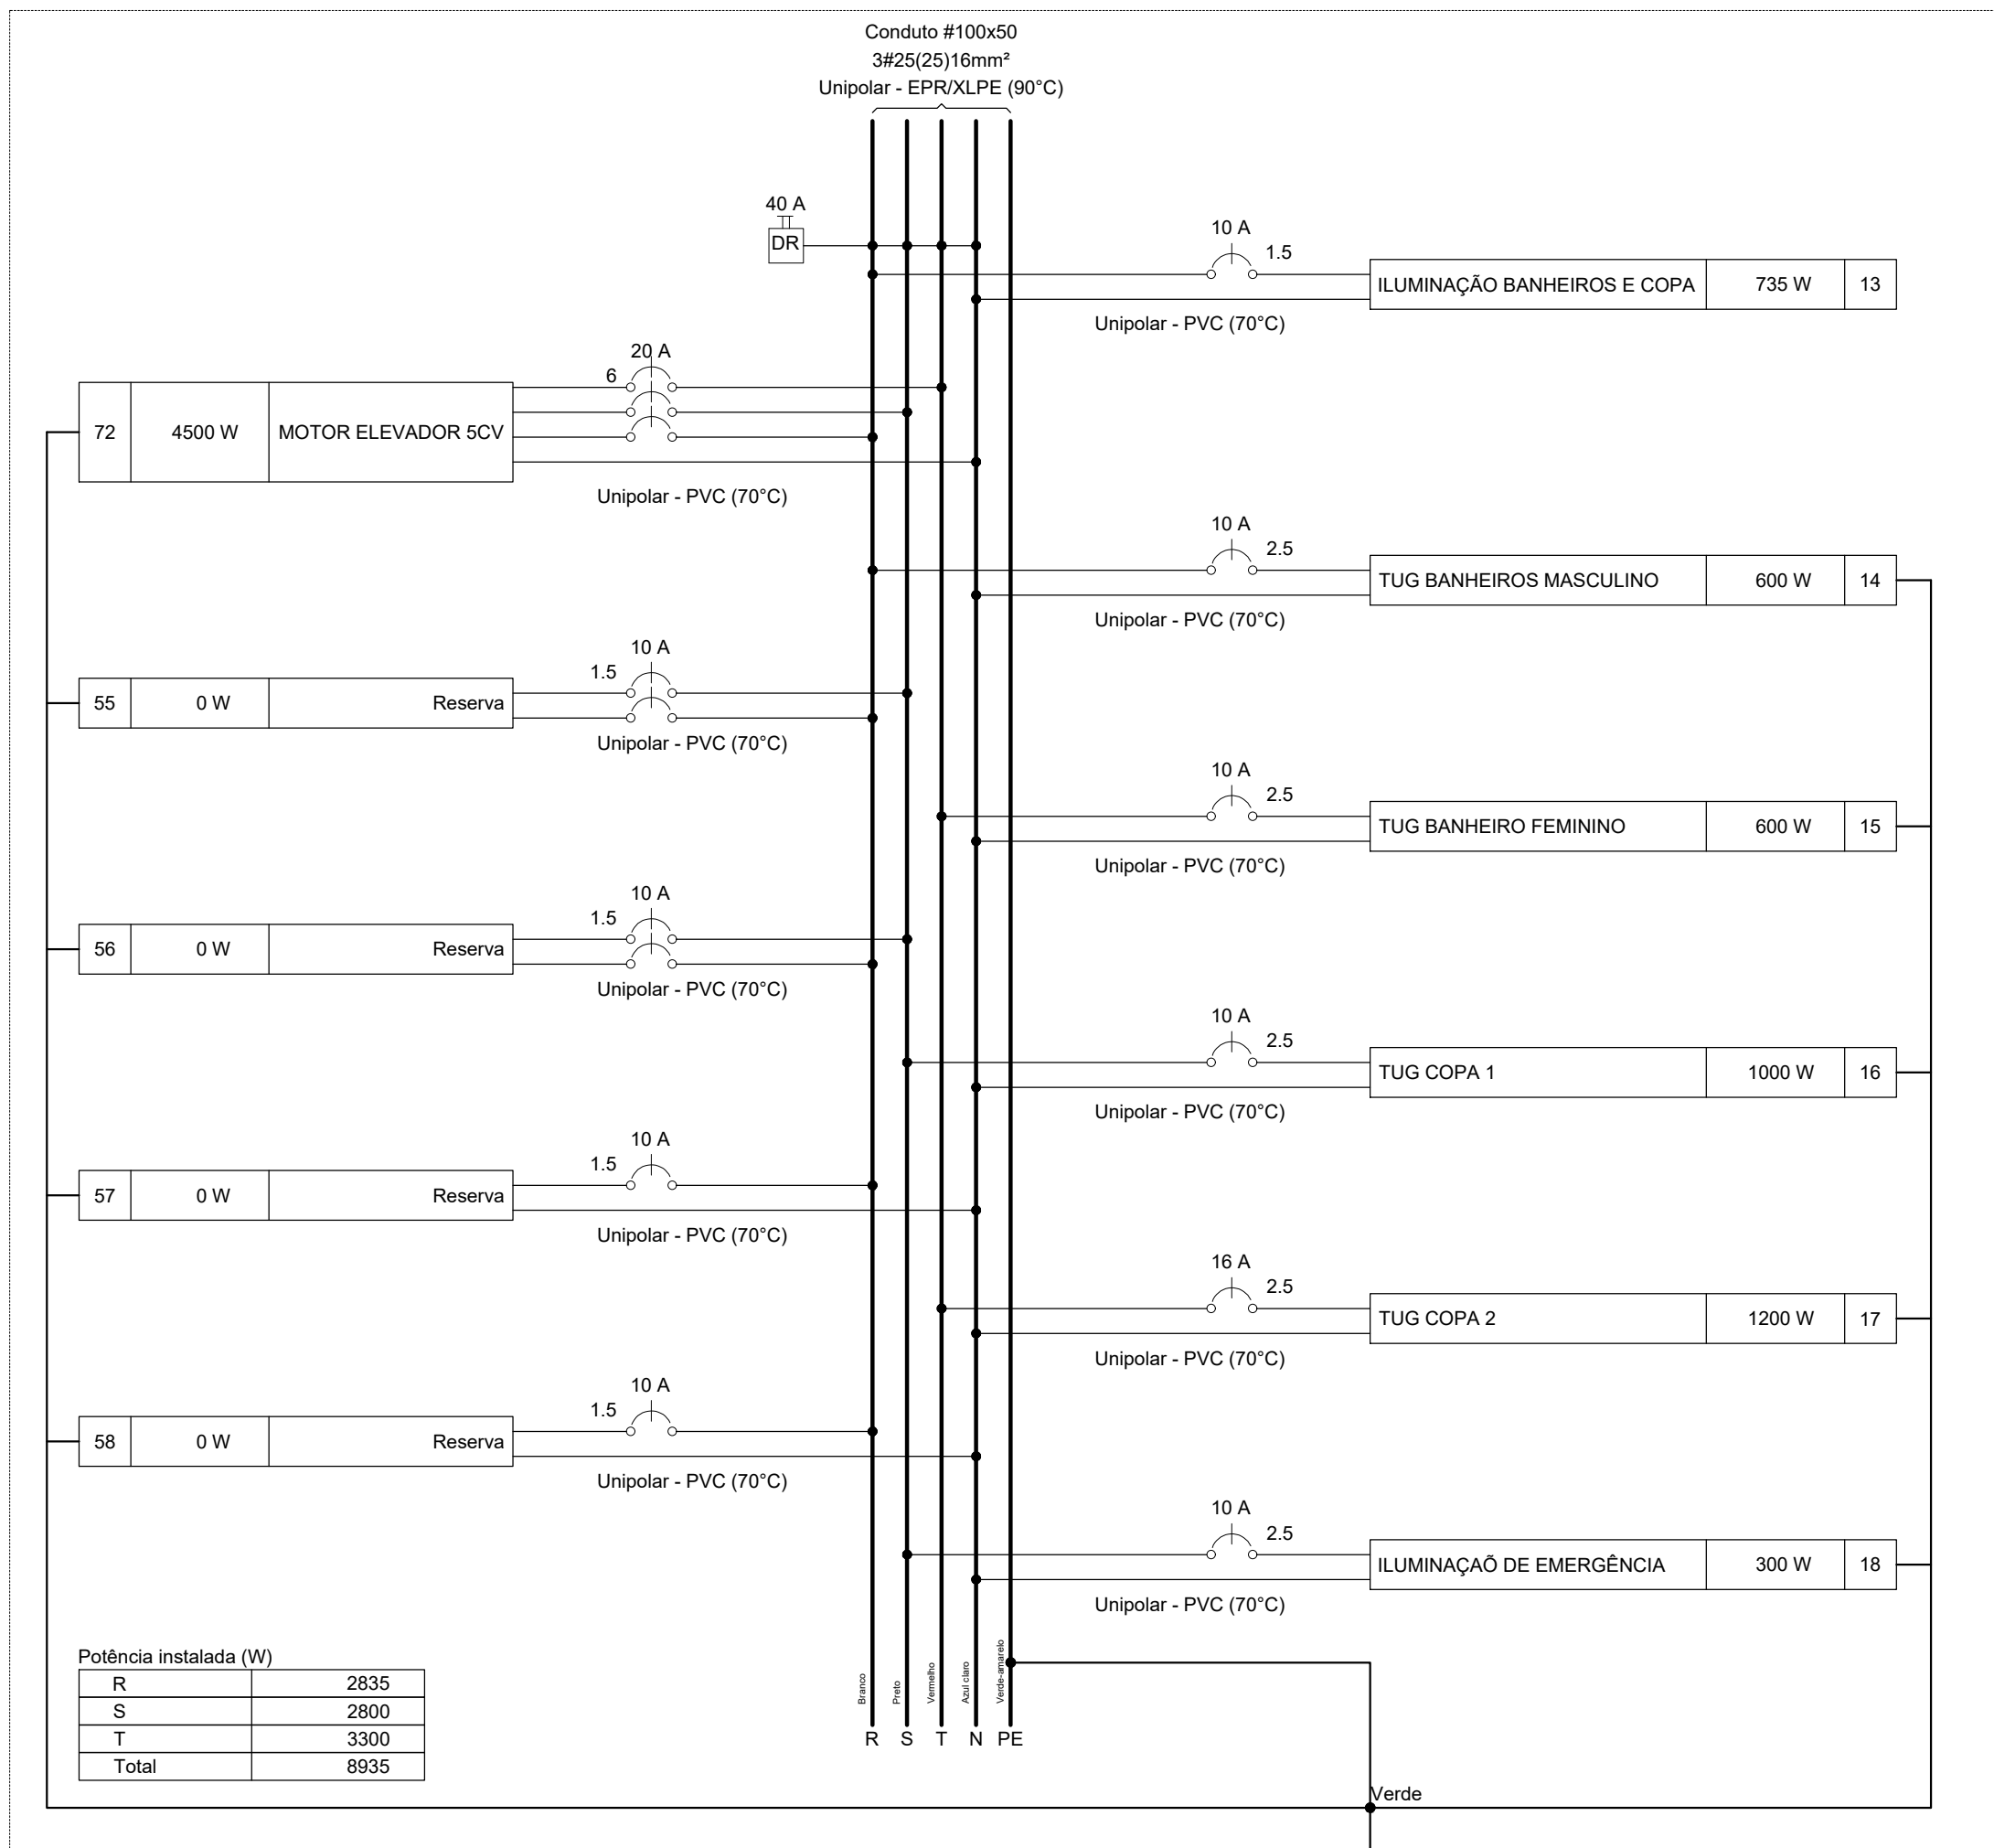 Conduto #100x50
3#25(25)16mm²
Unipolar - EPR/XLPE (90°C)
40 A
DR
10 A
1.5
ILUMINAÇÃO BANHEIROS E COPA 735 W 13
Unipolar - PVC (70°C)
20 A
6
72 4500 W MOTOR ELEVADOR 5CV
Unipolar - PVC (70°C)
10 A
2.5
TUG BANHEIROS MASCULINO 600 W 14
Unipolar - PVC (70°C)
10 A
1.5
55 0 W Reserva
Unipolar - PVC (70°C)
10 A
2.5
TUG BANHEIRO FEMININO 600 W 15
Unipolar - PVC (70°C)
10 A
1.5
56 0 W Reserva
Unipolar - PVC (70°C)
10 A
2.5
TUG COPA 1 1000 W 16
Unipolar - PVC (70°C)
10 A
1.5
57 0 W Reserva
Unipolar - PVC (70°C)
16 A
2.5
TUG COPA 2 1200 W 17
Unipolar - PVC (70°C)
10 A
1.5
58 0 W Reserva
Unipolar - PVC (70°C)
10 A
2.5
ILUMINAÇAÕ DE EMERGÊNCIA 300 W 18
Unipolar - PVC (70°C)
Potência instalada (W)
R 2835
S 2800
T 3300
Total 8935
Branco
Preto
Vermelho
Azul claro
Verde-amarelo
R S T N PE
Verde